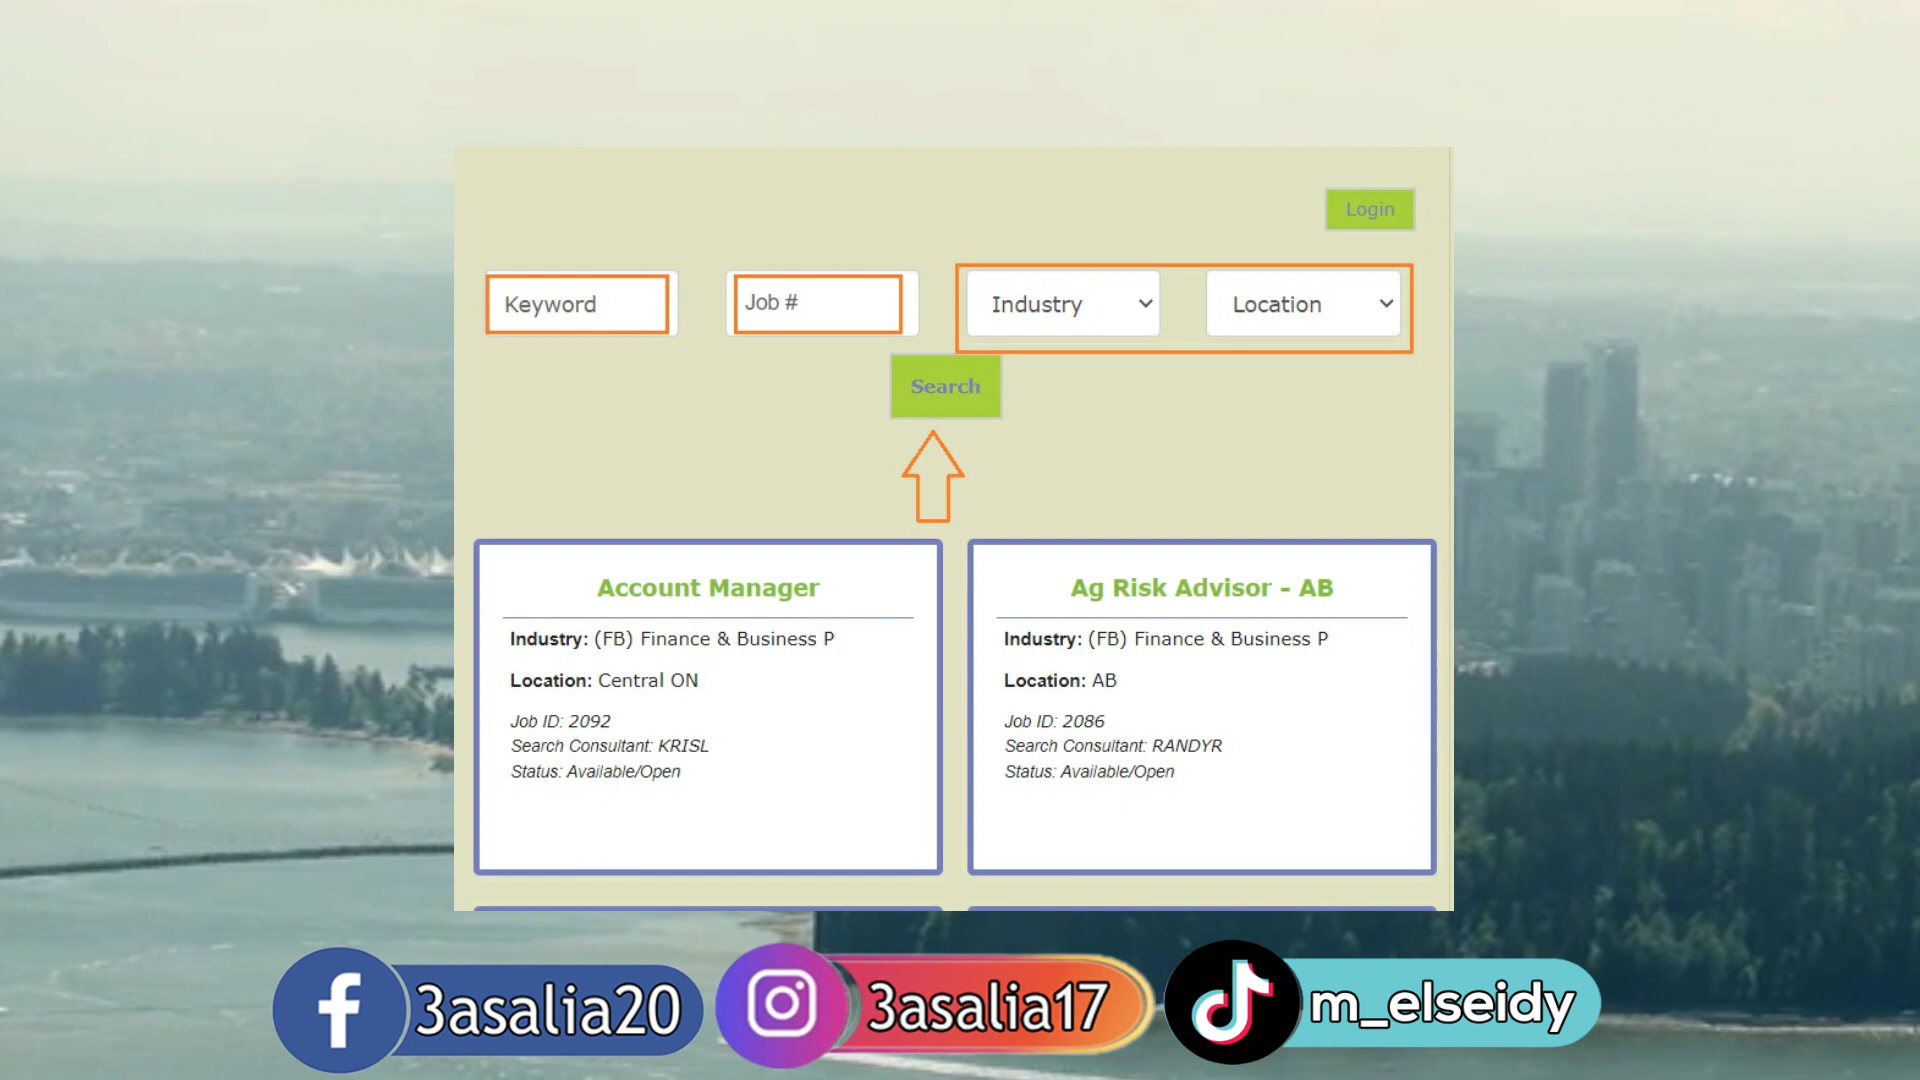 Login
Keyword
Job #
Industry
Location
Search
Account Manager
Industry: (FB) Finance & Business P
Location: Central ON
Job ID: 2092
Search Consultant: KRISL
Status: Available/Open
Ag Risk Advisor - AB
Industry: (FB) Finance & Business P
Location: AB
Job ID: 2086
Search Consultant: RANDYR
Status: Available/Open
3asalia20
3asalia17
m_elseidy